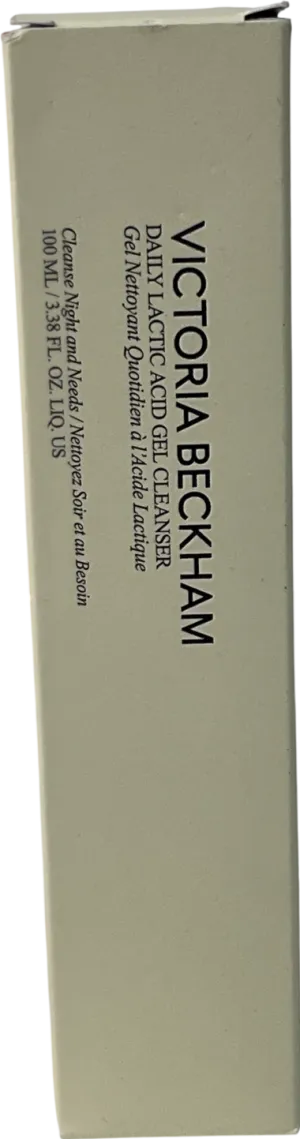 VICTORIA BECKHAM
DAILY LACTIC ACID GEL CLEANSER
Gel Nettoyant Quotidien à l'Acide Lactique
Cleanse Night and Needs / Nettoyez Soir et au Besoin
100 ML / 3.38 FL. OZ. LIQ. US